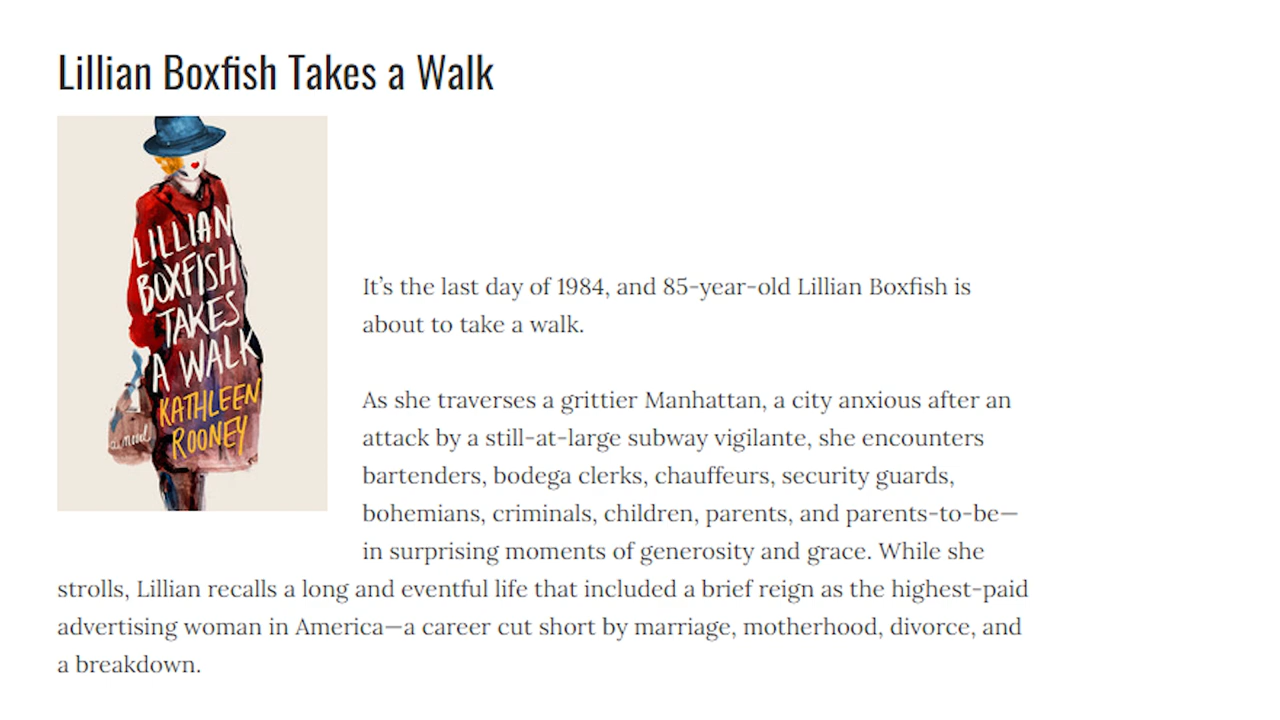 Lillian Boxfish Takes a Walk
LILLIAN
BOXFISH
TAKES
A WALK
KATHLEEN
ROONEY
a novel
It’s the last day of 1984, and 85-year-old Lillian Boxfish is
about to take a walk.
As she traverses a grittier Manhattan, a city anxious after an
attack by a still-at-large subway vigilante, she encounters
bartenders, bodega clerks, chauffeurs, security guards,
bohemians, criminals, children, parents, and parents-to-be—
in surprising moments of generosity and grace. While she
strolls, Lillian recalls a long and eventful life that included a brief reign as the highest-paid
advertising woman in America—a career cut short by marriage, motherhood, divorce, and
a breakdown.